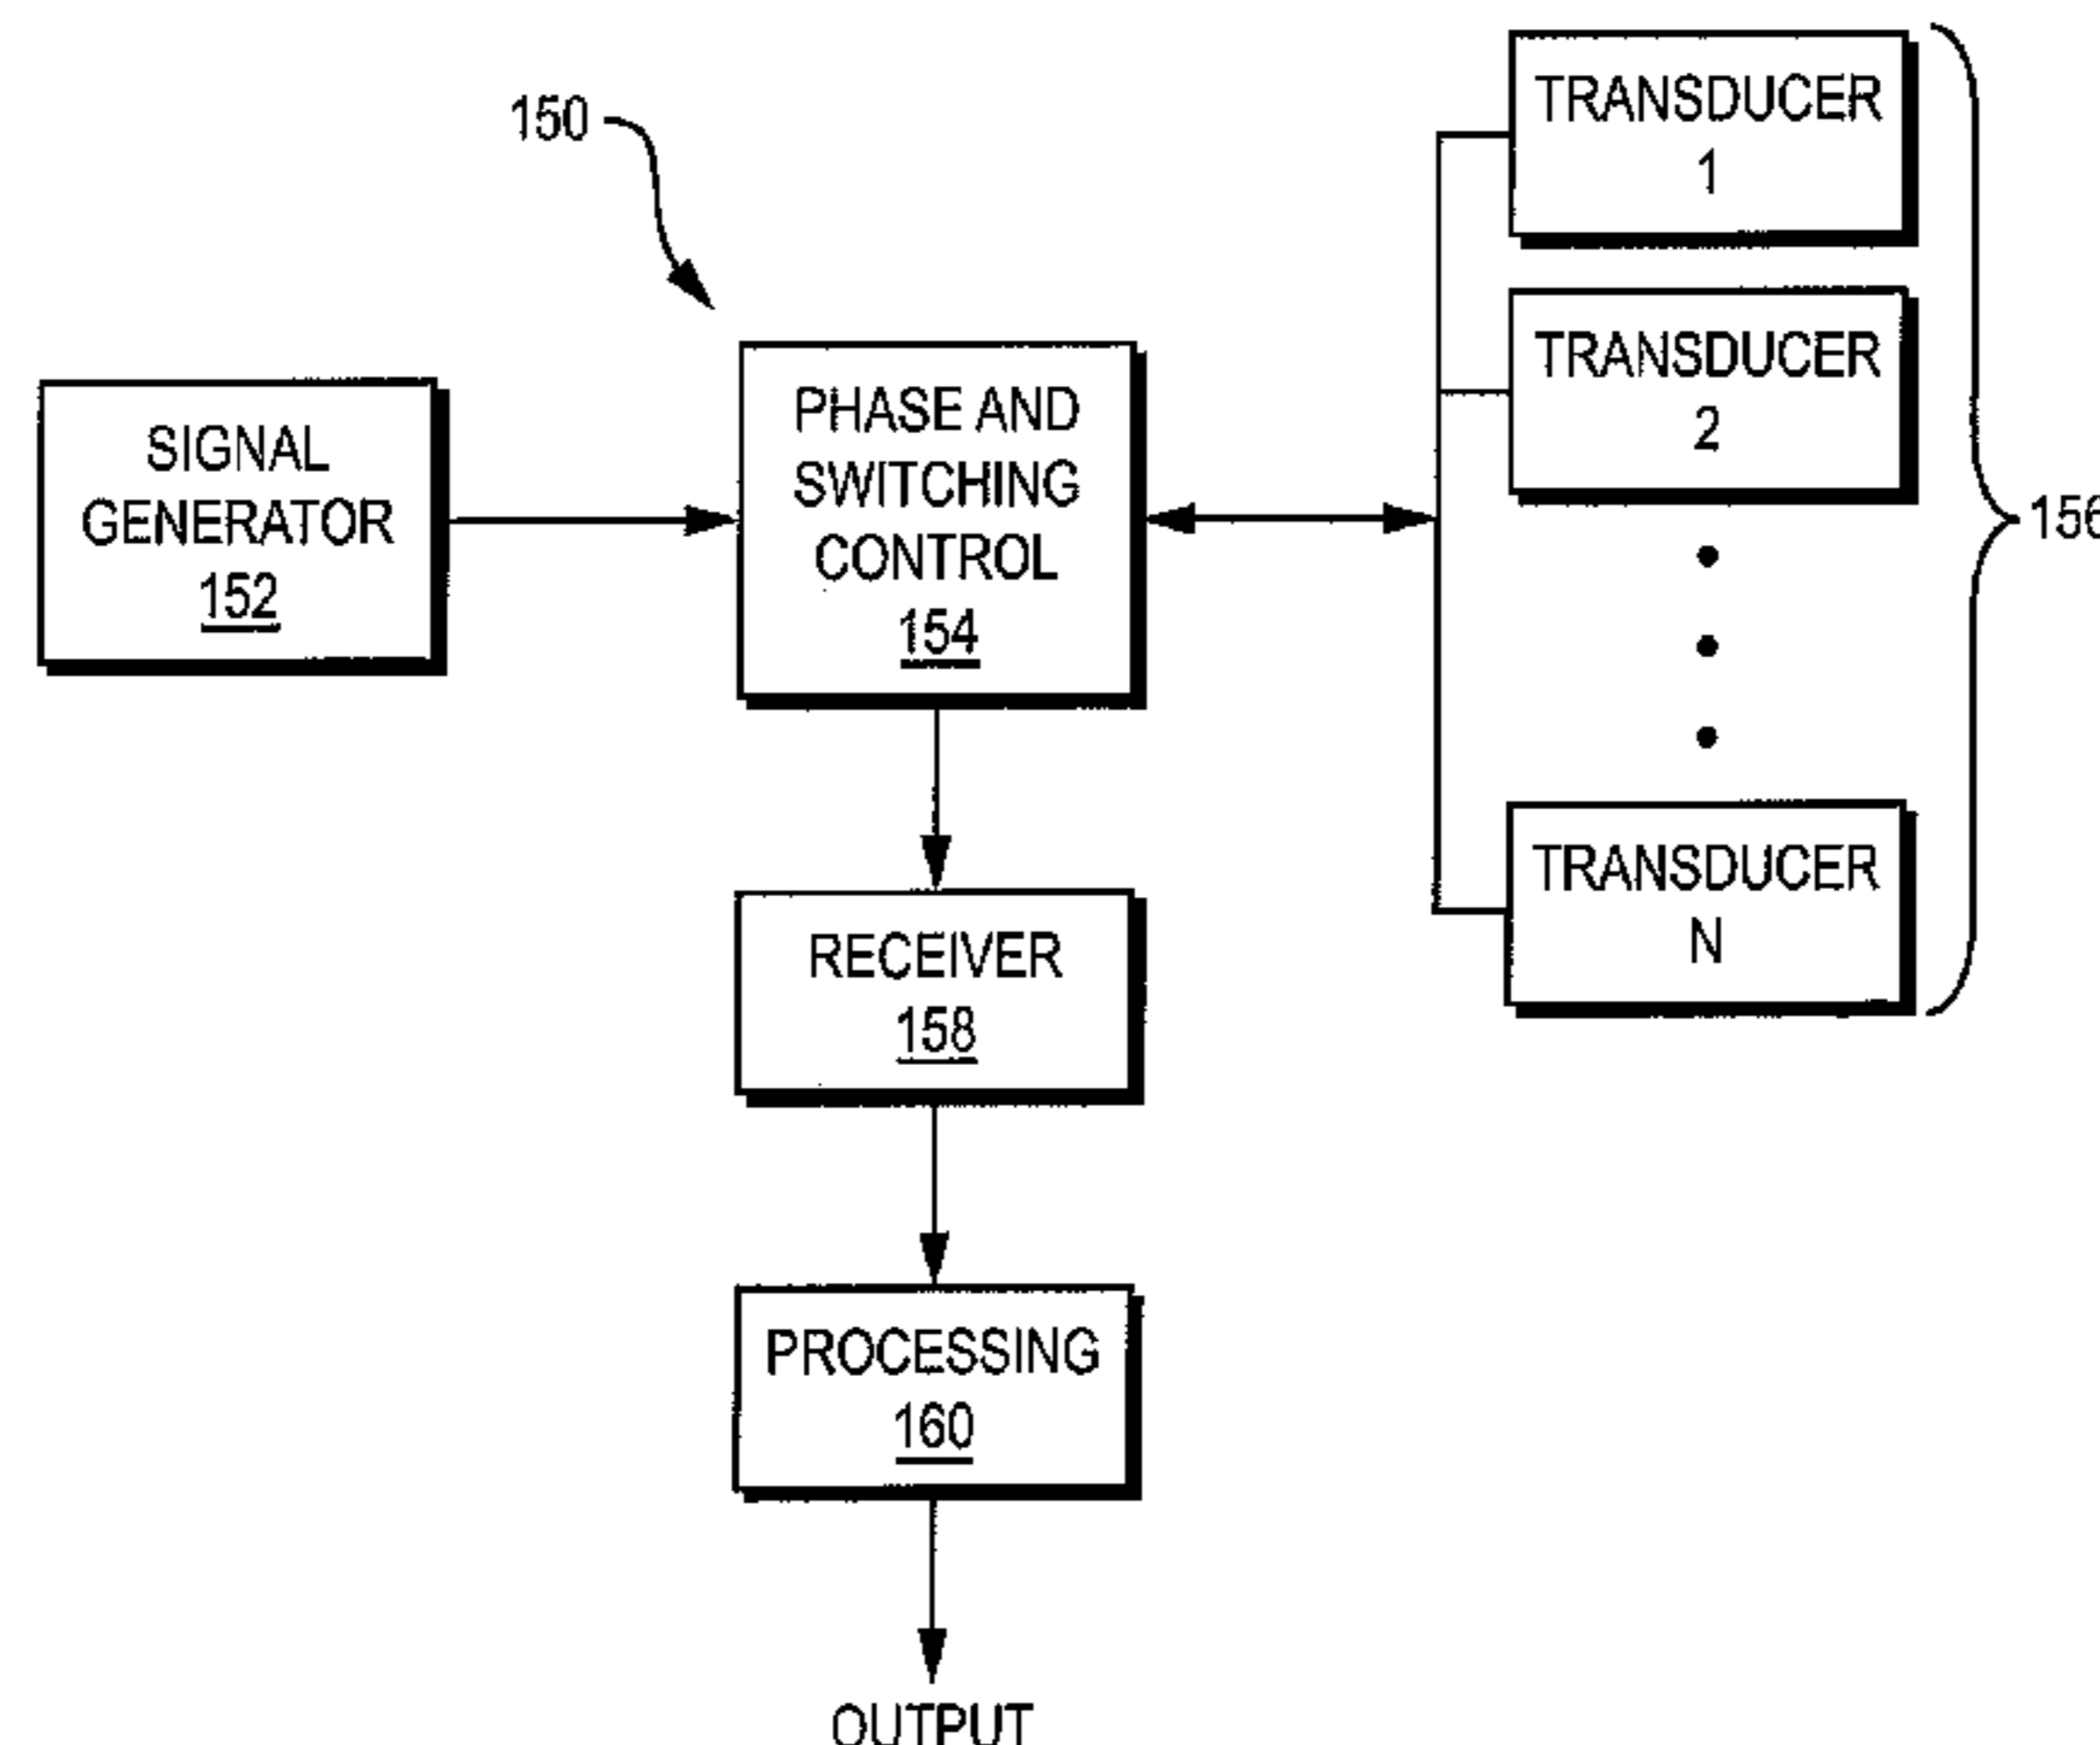 150
SIGNAL
GENERATOR
152
PHASE AND
SWITCHING
CONTROL
154
TRANSDUCER
1
TRANSDUCER
2
TRANSDUCER
N
156
RECEIVER
158
PROCESSING
160
OUTPUT